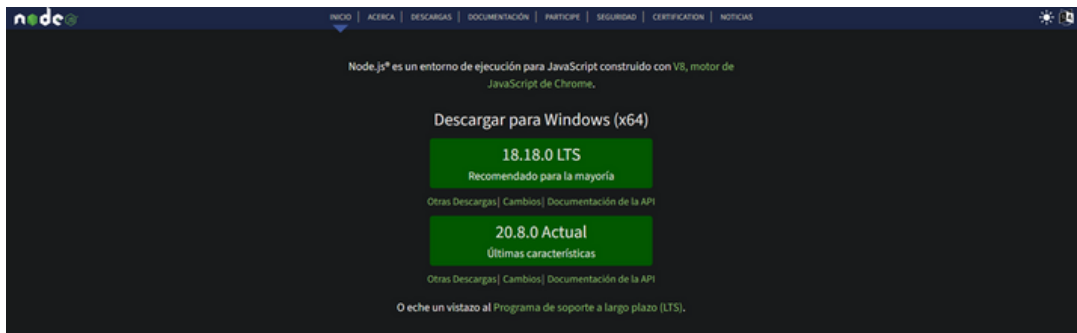 node
INICIO | ACERCA | DESCARGAS | DOCUMENTACIÓN | PARTICIPE | SEGURIDAD | CERTIFICATION | NOTICIAS
Node.js® es un entorno de ejecución para JavaScript construido con V8, motor de
JavaScript de Chrome.
Descargar para Windows (x64)
18.18.0 LTS
Recomendado para la mayoría
Otras Descargas| Cambios| Documentación de la API
20.8.0 Actual
Últimas características
Otras Descargas| Cambios| Documentación de la API
O eche un vistazo al Programa de soporte a largo plazo (LTS).